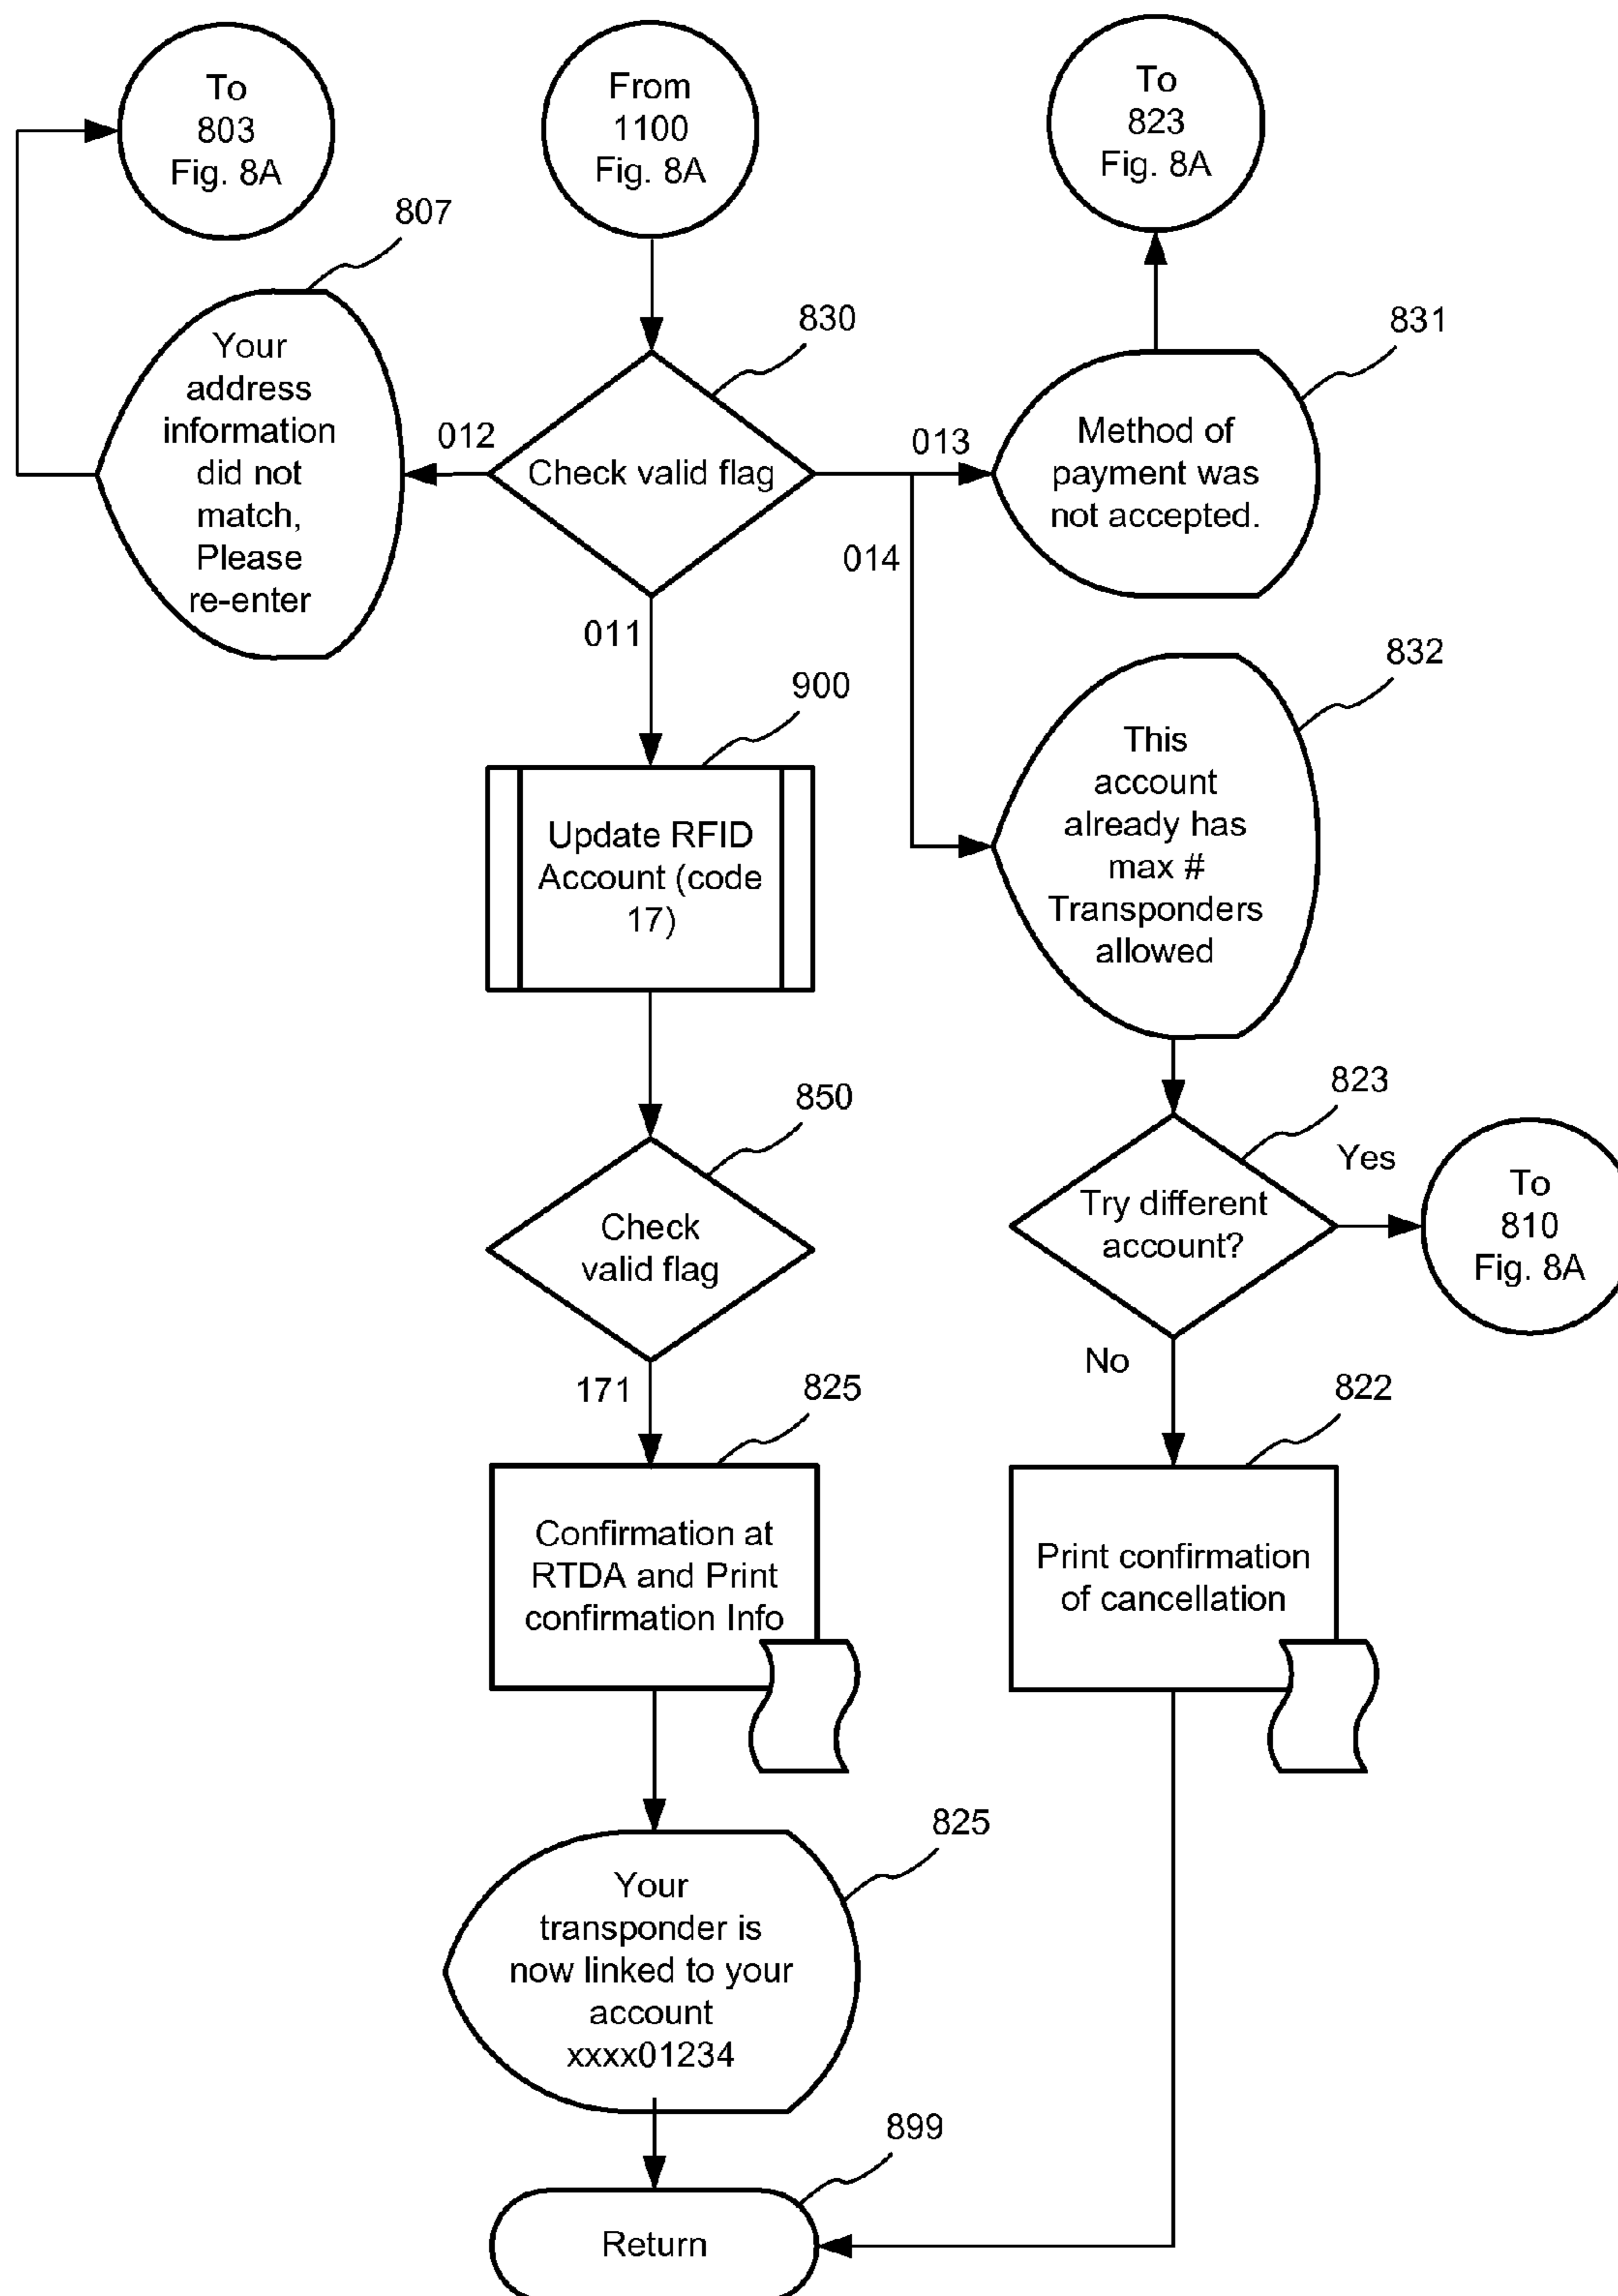 To
803
Fig. 8A
From
1100
Fig. 8A
To
823
Fig. 8A
807
830
831
Your
address
information
did not
match,
Please
re-enter
012
Check valid flag
013
Method of
payment was
not accepted.
014
011
832
900
This
account
already has
max #
Transponders
allowed
Update RFID
Account (code
17)
850
823
Check
valid flag
Try different
account?
Yes
To
810
Fig. 8A
No
171
825
822
Confirmation at
RTDA and Print
confirmation Info
Print confirmation
of cancellation
825
Your
transponder is
now linked to your
account
xxxx01234
899
Return